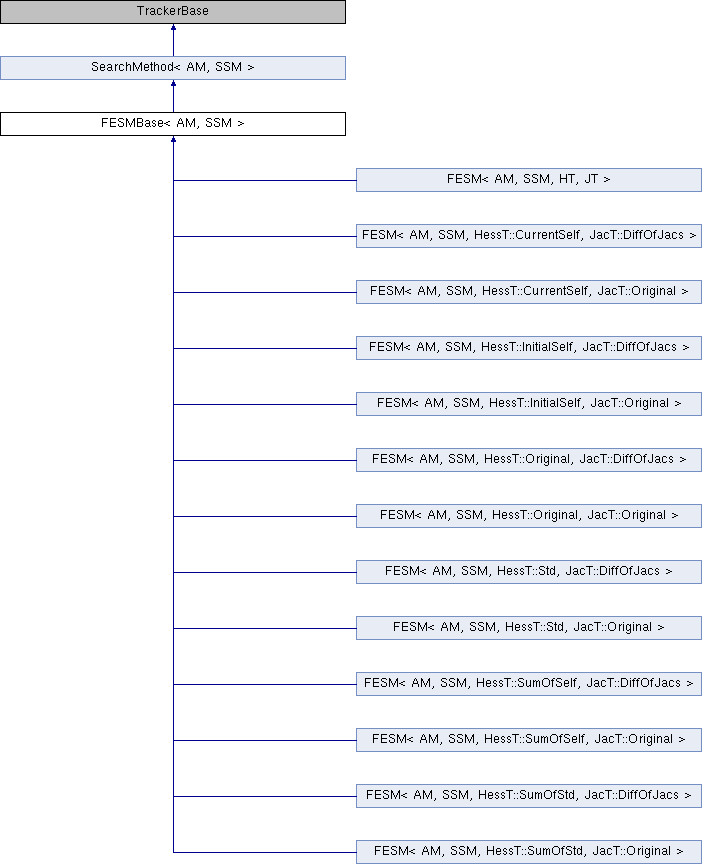 TrackerBase
SearchMethod< AM, SSM >
FESMBase< AM, SSM >
FESM< AM, SSM, HT, JT >
FESM< AM, SSM, HessT::CurrentSelf, JacT::DiffOfJacs >
FESM< AM, SSM, HessT::CurrentSelf, JacT::Original >
FESM< AM, SSM, HessT::InitialSelf, JacT::DiffOfJacs >
FESM< AM, SSM, HessT::InitialSelf, JacT::Original >
FESM< AM, SSM, HessT::Original, JacT::DiffOfJacs >
FESM< AM, SSM, HessT::Original, JacT::Original >
FESM< AM, SSM, HessT::Std, JacT::DiffOfJacs >
FESM< AM, SSM, HessT::Std, JacT::Original >
FESM< AM, SSM, HessT::SumOfSelf, JacT::DiffOfJacs >
FESM< AM, SSM, HessT::SumOfSelf, JacT::Original >
FESM< AM, SSM, HessT::SumOfStd, JacT::DiffOfJacs >
FESM< AM, SSM, HessT::SumOfStd, JacT::Original >